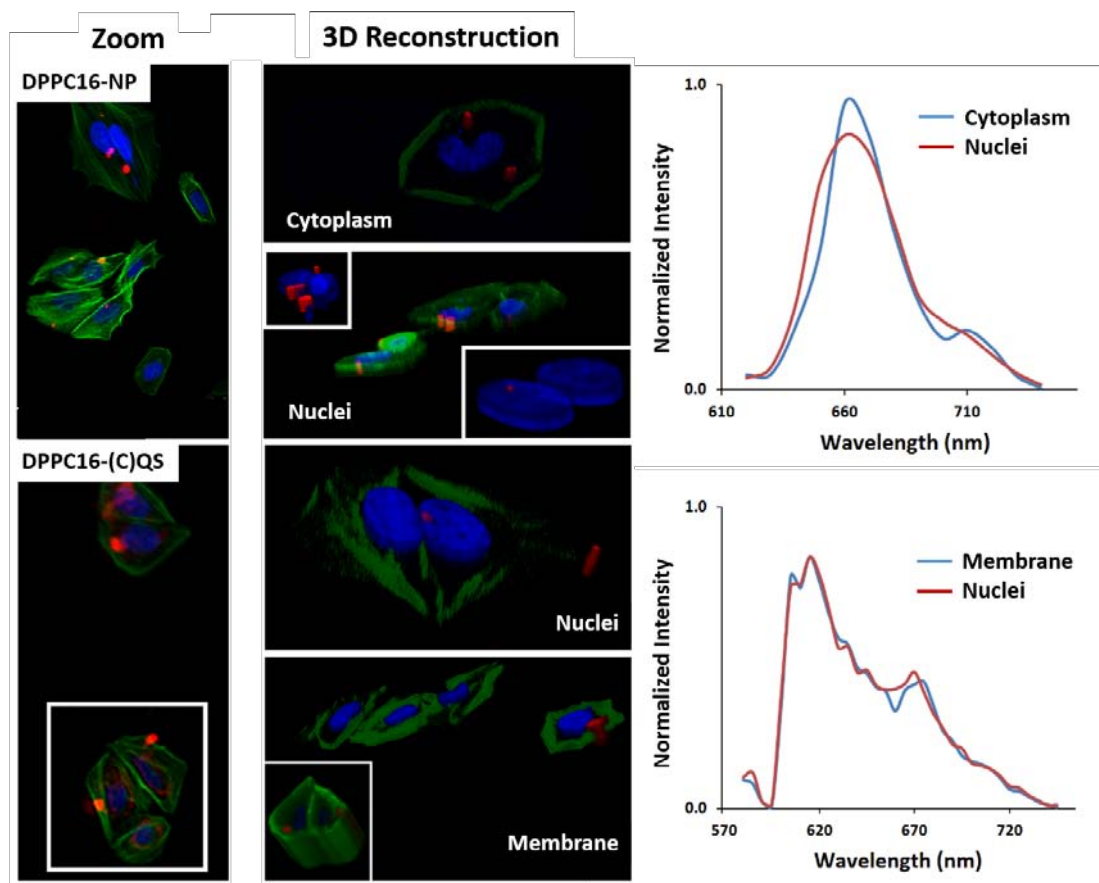 Zoom
3D Reconstruction
DPPC16-NP
Cytoplasm
Nuclei
1.0
Cytoplasm
Nuclei
Normalized Intensity
0.0
610
660
710
Wavelength (nm)
DPPC16-(C)QS
Nuclei
Membrane
1.0
Membrane
Nuclei
Normalized Intensity
0.0
570
620
670
720
Wavelength (nm)